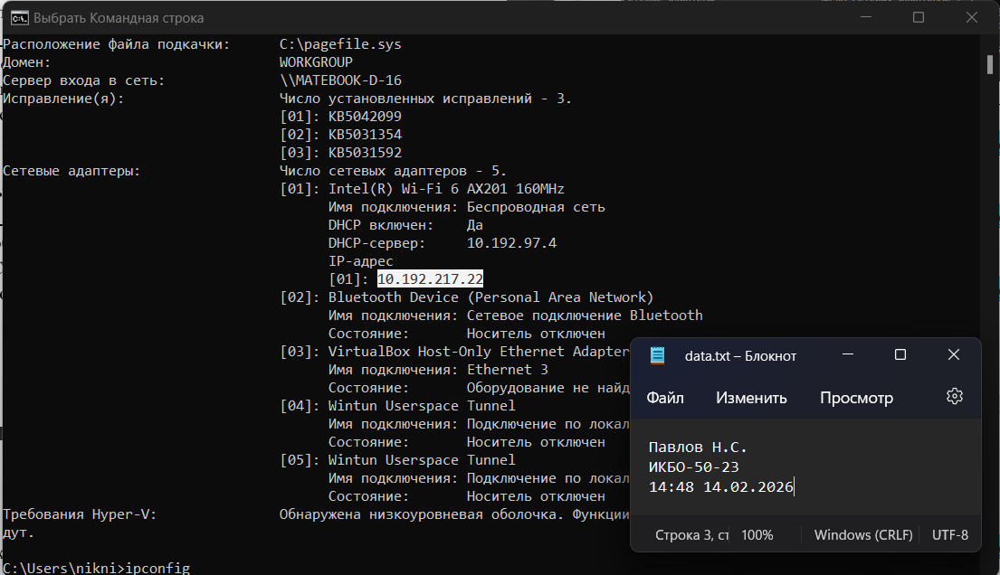 Выбрать Командная строка
Расположение файла подкачки: C:\pagefile.sys
Домен: WORKGROUP
Сервер входа в сеть: \\MATEBOOK-D-16
Исправление(я): Число установленных исправлений - 3.
[01]: KB5042099
[02]: KB5031354
[03]: KB5031592
Сетевые адаптеры: Число сетевых адаптеров - 5.
[01]: Intel(R) Wi-Fi 6 AX201 160MHz
Имя подключения: Беспроводная сеть
DHCP включен: Да
DHCP-сервер: 10.192.97.4
IP-адрес
[01]: 10.192.217.22
[02]: Bluetooth Device (Personal Area Network)
Имя подключения: Сетевое подключение Bluetooth
Состояние: Носитель отключен
[03]: VirtualBox Host-Only Ethernet Adapter
Имя подключения: Ethernet 3
Состояние: Оборудование не найд
[04]: Wintun Userspace Tunnel
Имя подключения: Подключение по локал
Состояние: Носитель отключен
[05]: Wintun Userspace Tunnel
Имя подключения: Подключение по локал
Состояние: Носитель отключен
Требования Hyper-V: Обнаружена низкоуровневая оболочка. Функции
дут.
C:\Users\nikni>ipconfig
data.txt – Блокнот
Файл Изменить Просмотр
Павлов Н.С.
ИКБО-50-23
14:48 14.02.2026
Строка 3, ст 100% Windows (CRLF) UTF-8